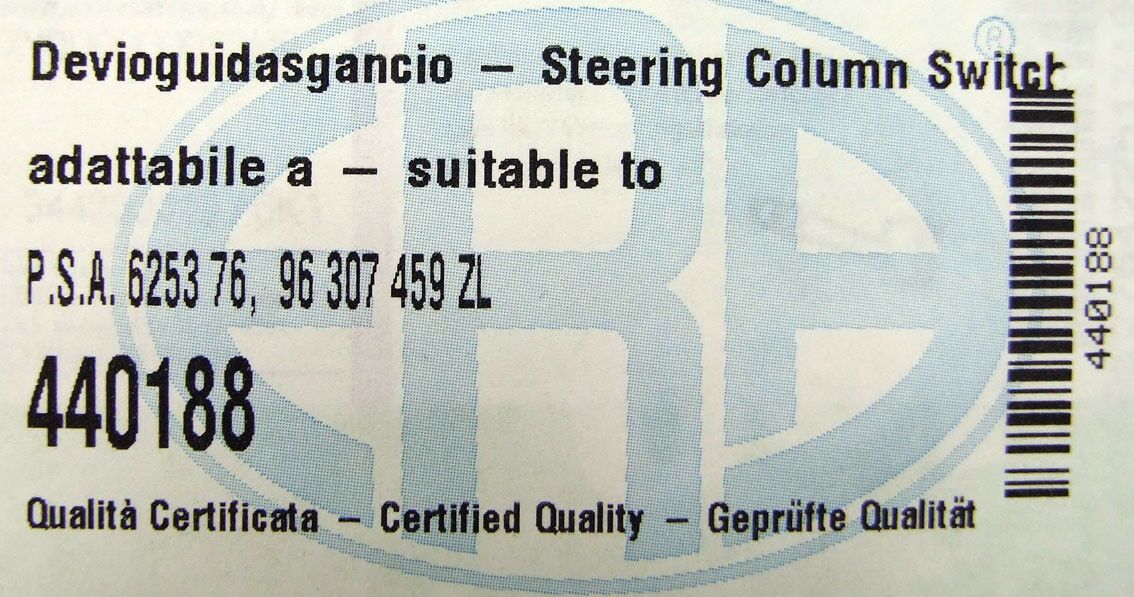 Devioguidasgancio – Steering Column Switch
adattabile a – suitable to
P.S.A. 6253 76, 96 307 459 ZL
440188
Qualità Certificata – Certified Quality – Geprüfte Qualität
440188
ERA
®